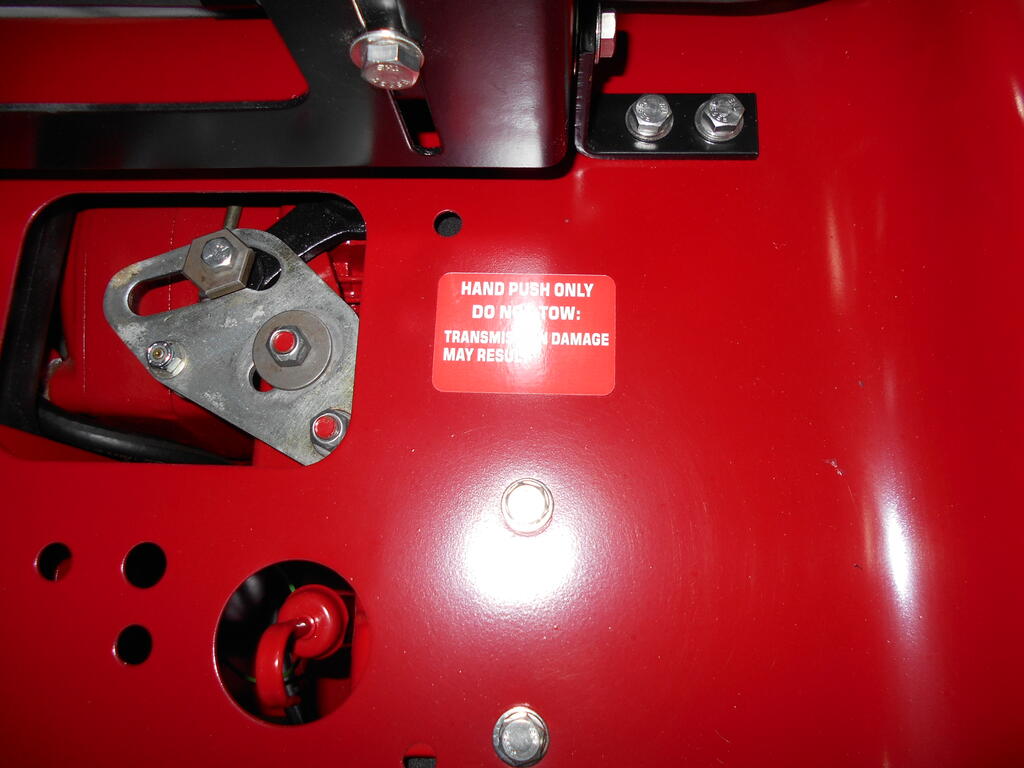 HAND PUSH ONLY
DO NOT TOW:
TRANSMISSION DAMAGE
MAY RESULT